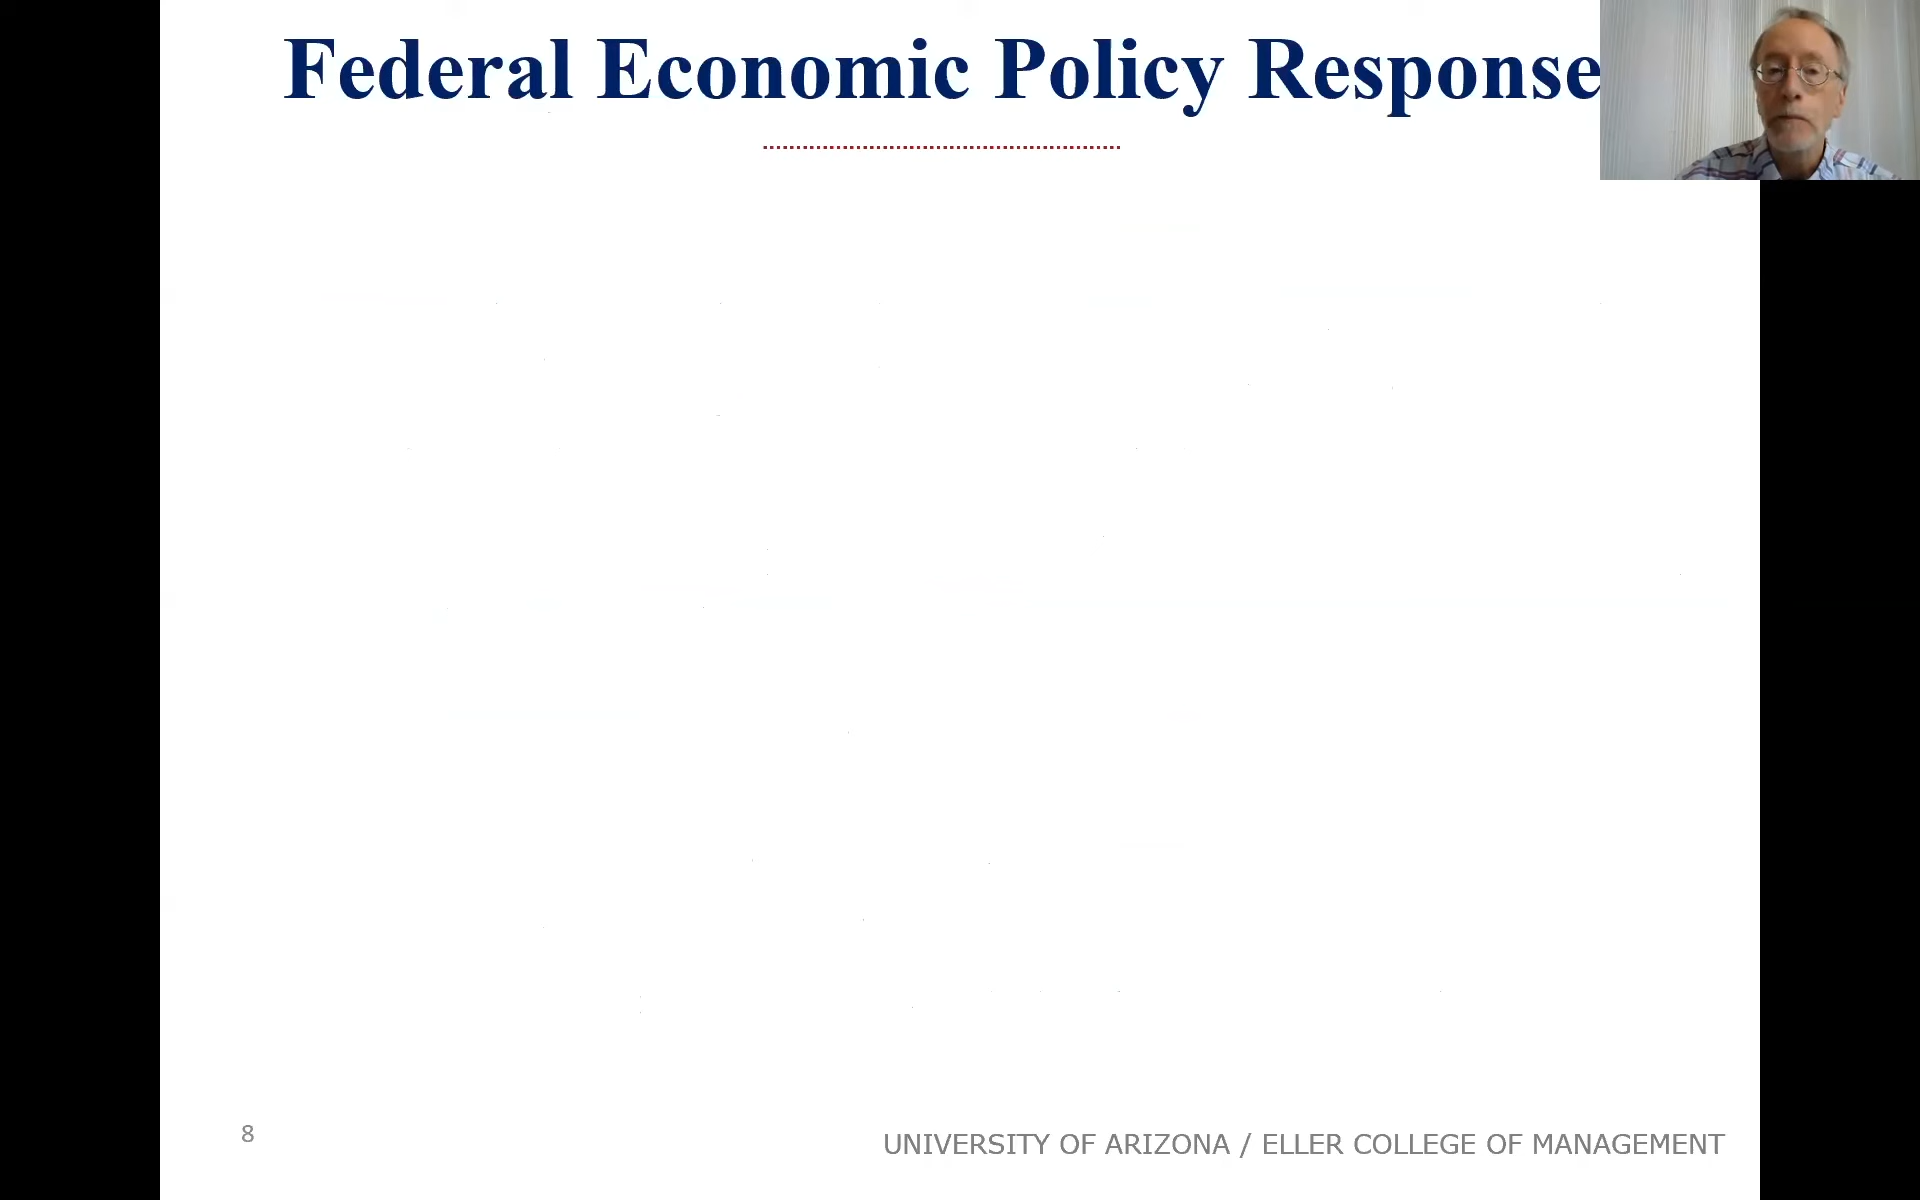 Federal Economic Policy Response
8
UNIVERSITY OF ARIZONA / ELLER COLLEGE OF MANAGEMENT